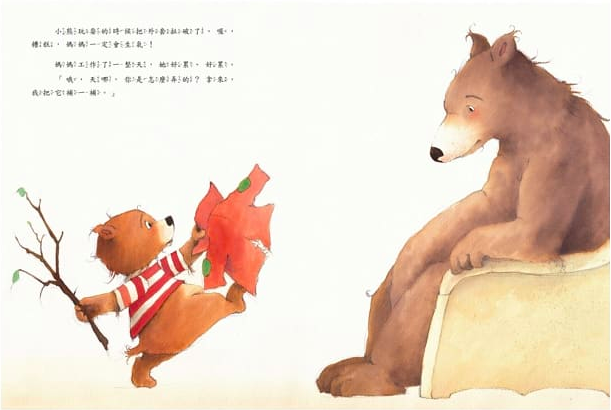 小熊玩耍的時候把外套扯破了。喔，
糟糕，媽媽一定會生氣！
媽媽工作了一整天，她好累、好累。
「哦，天哪。你是怎麼弄的？拿來，
我把它補一補。」